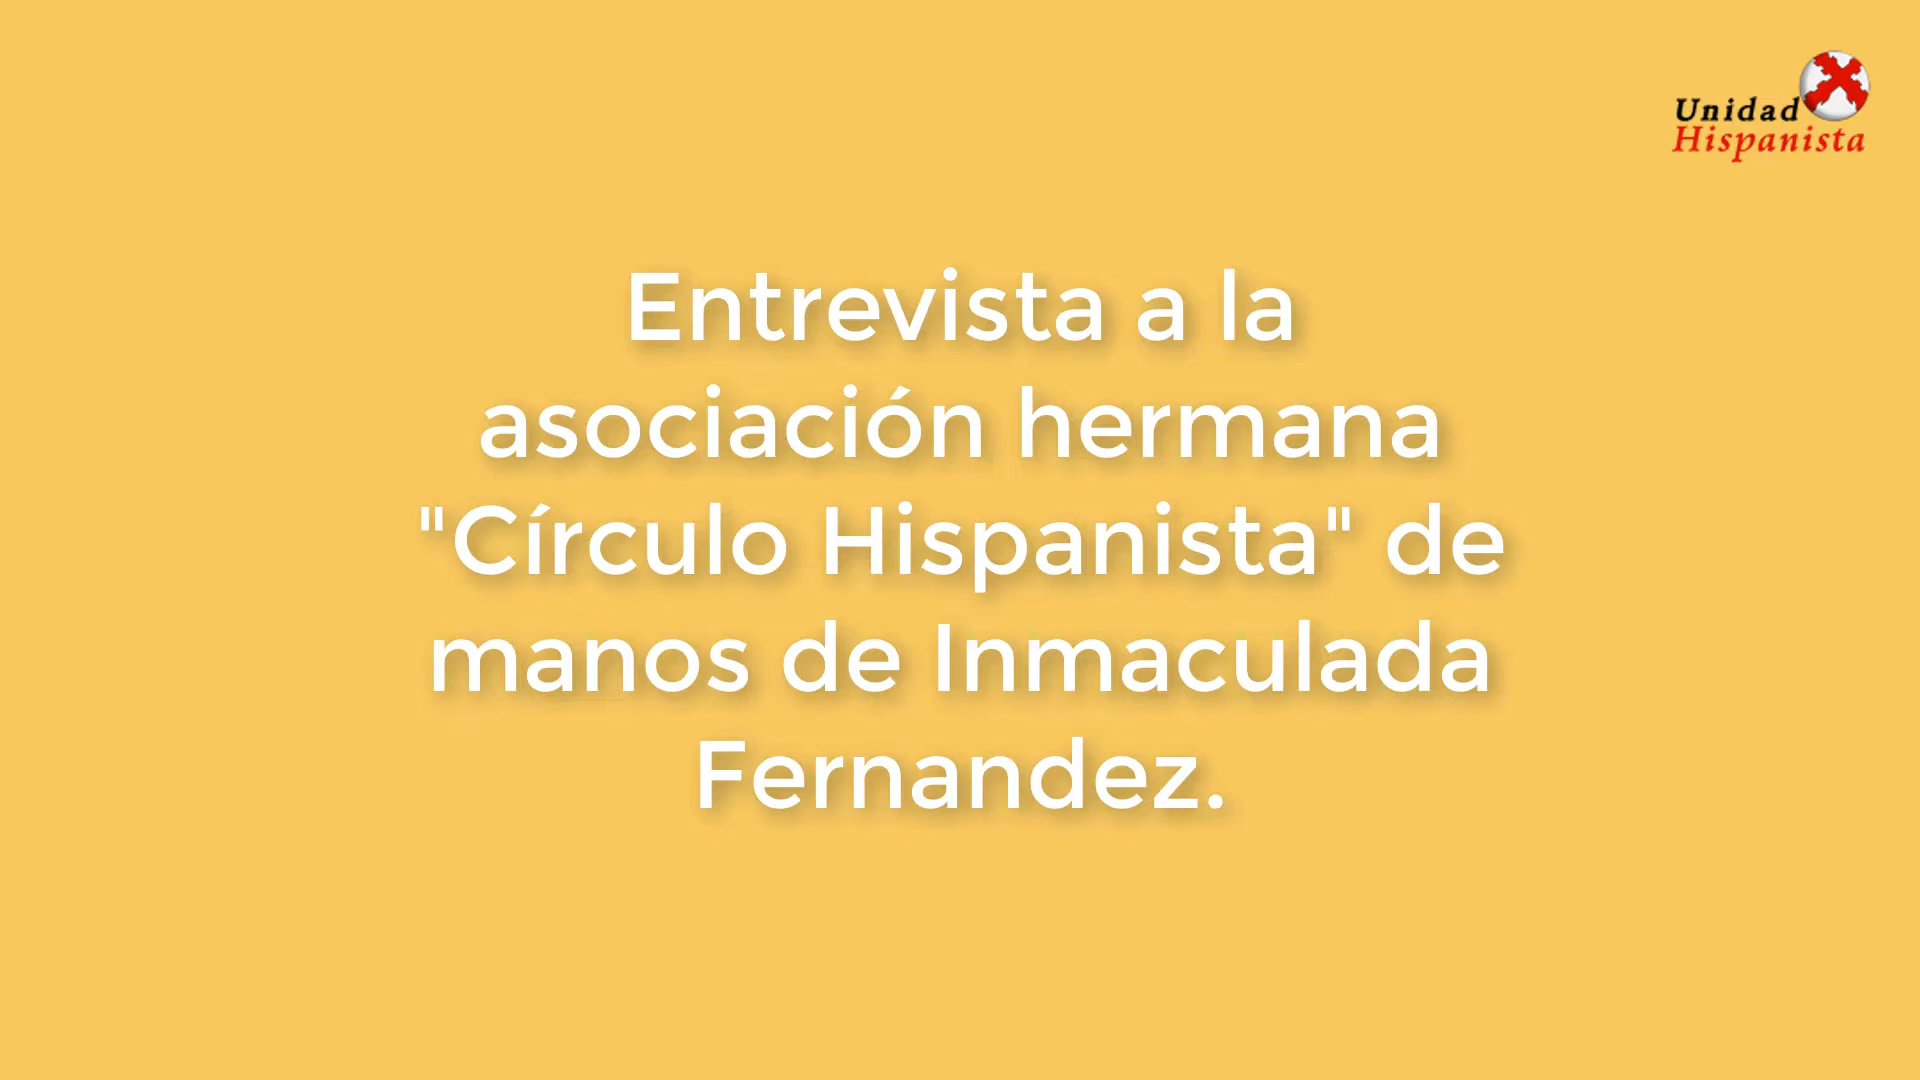 Unidad
Hispanista
Entrevista a la
asociación hermana
"Círculo Hispanista" de
manos de Inmaculada
Fernandez.